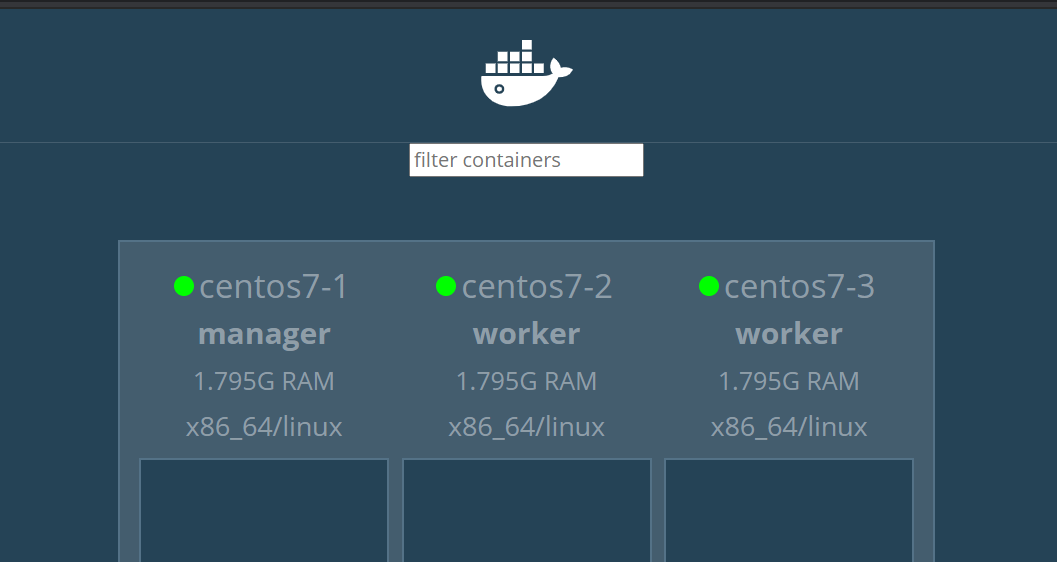 filter containers
centos7-1
manager
1.795G RAM
x86_64/linux
centos7-2
worker
1.795G RAM
x86_64/linux
centos7-3
worker
1.795G RAM
x86_64/linux